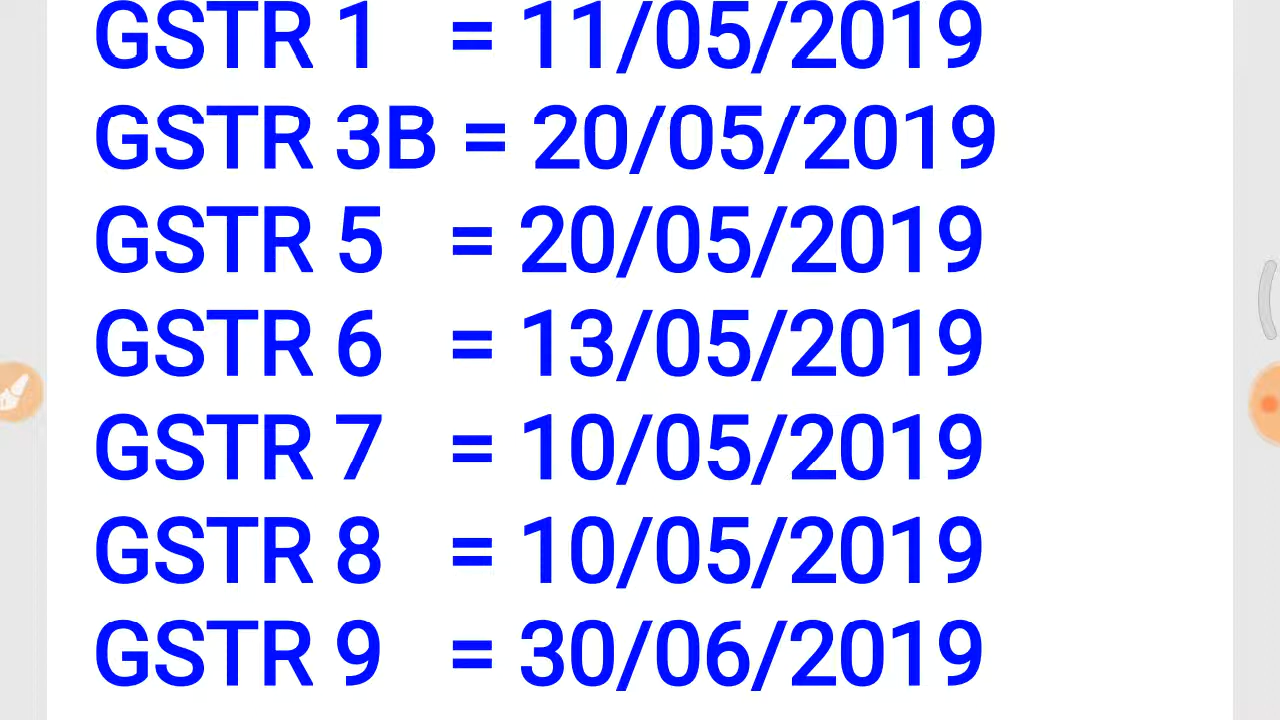 GSTR 1 = 11/05/2019
GSTR 3B = 20/05/2019
GSTR 5 = 20/05/2019
GSTR 6 = 13/05/2019
GSTR 7 = 10/05/2019
GSTR 8 = 10/05/2019
GSTR 9 = 30/06/2019